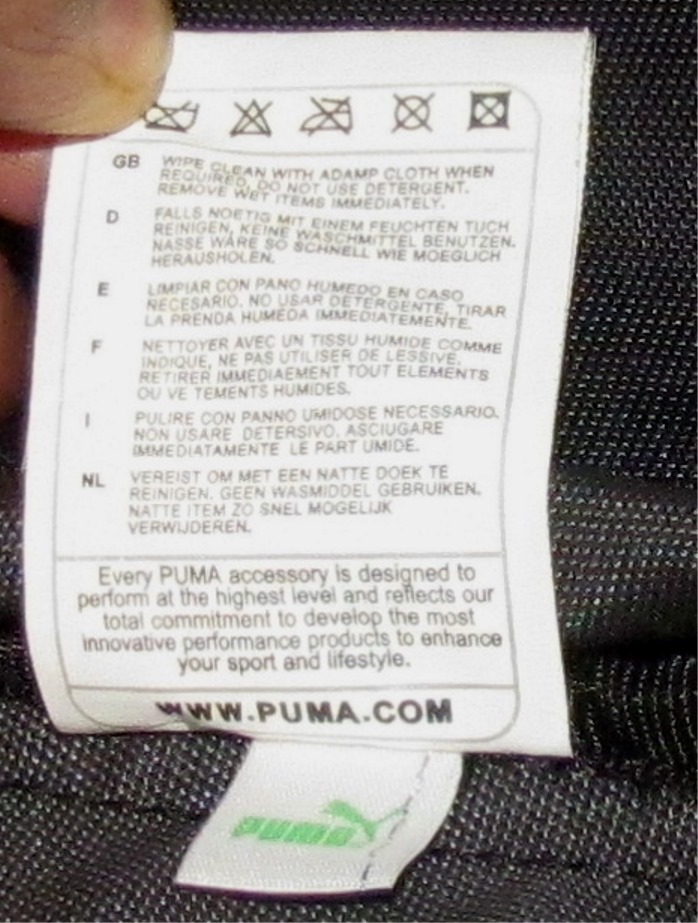 GB WIPE CLEAN WITH ADAMP CLOTH WHEN
REQUIRED, DO NOT USE DETERGENT.
REMOVE WET ITEMS IMMEDIATELY.
D FALLS NOETIG MIT EINEM FEUCHTEN TUCH
REINIGEN, KEINE WASCHMITTEL BENUTZEN.
NASSE WARE SO SCHNELL WIE MOEGLICH
HERAUSHOLEN.
E LIMPIAR CON PANO HUMEDO EN CASO
NECESARIO. NO USAR DETERGENTE, TIRAR
LA PRENDA HUMEDA IMMEDIATEMENTE.
F NETTOYER AVEC UN TISSU HUMIDE COMME
INDIQUE, NE PAS UTILISER DE LESSIVE.
RETIRER IMMEDIAEMENT TOUT ELEMENTS
OU VE TEMENTS HUMIDES.
I PULIRE CON PANNO UMIDOSE NECESSARIO.
NON USARE DETERSIVO. ASCIUGARE
IMMEDIATAMENTE LE PART UMIDE.
NL VEREIST OM MET EEN NATTE DOEK TE
REINIGEN. GEEN WASMIDDEL GEBRUIKEN.
NATTE ITEM ZO SNEL MOGELIJK
VERWIJDEREN.
Every PUMA accessory is designed to
perform at the highest level and reflects our
total commitment to develop the most
innovative performance products to enhance
your sport and lifestyle.
WWW.PUMA.COM
PUMA